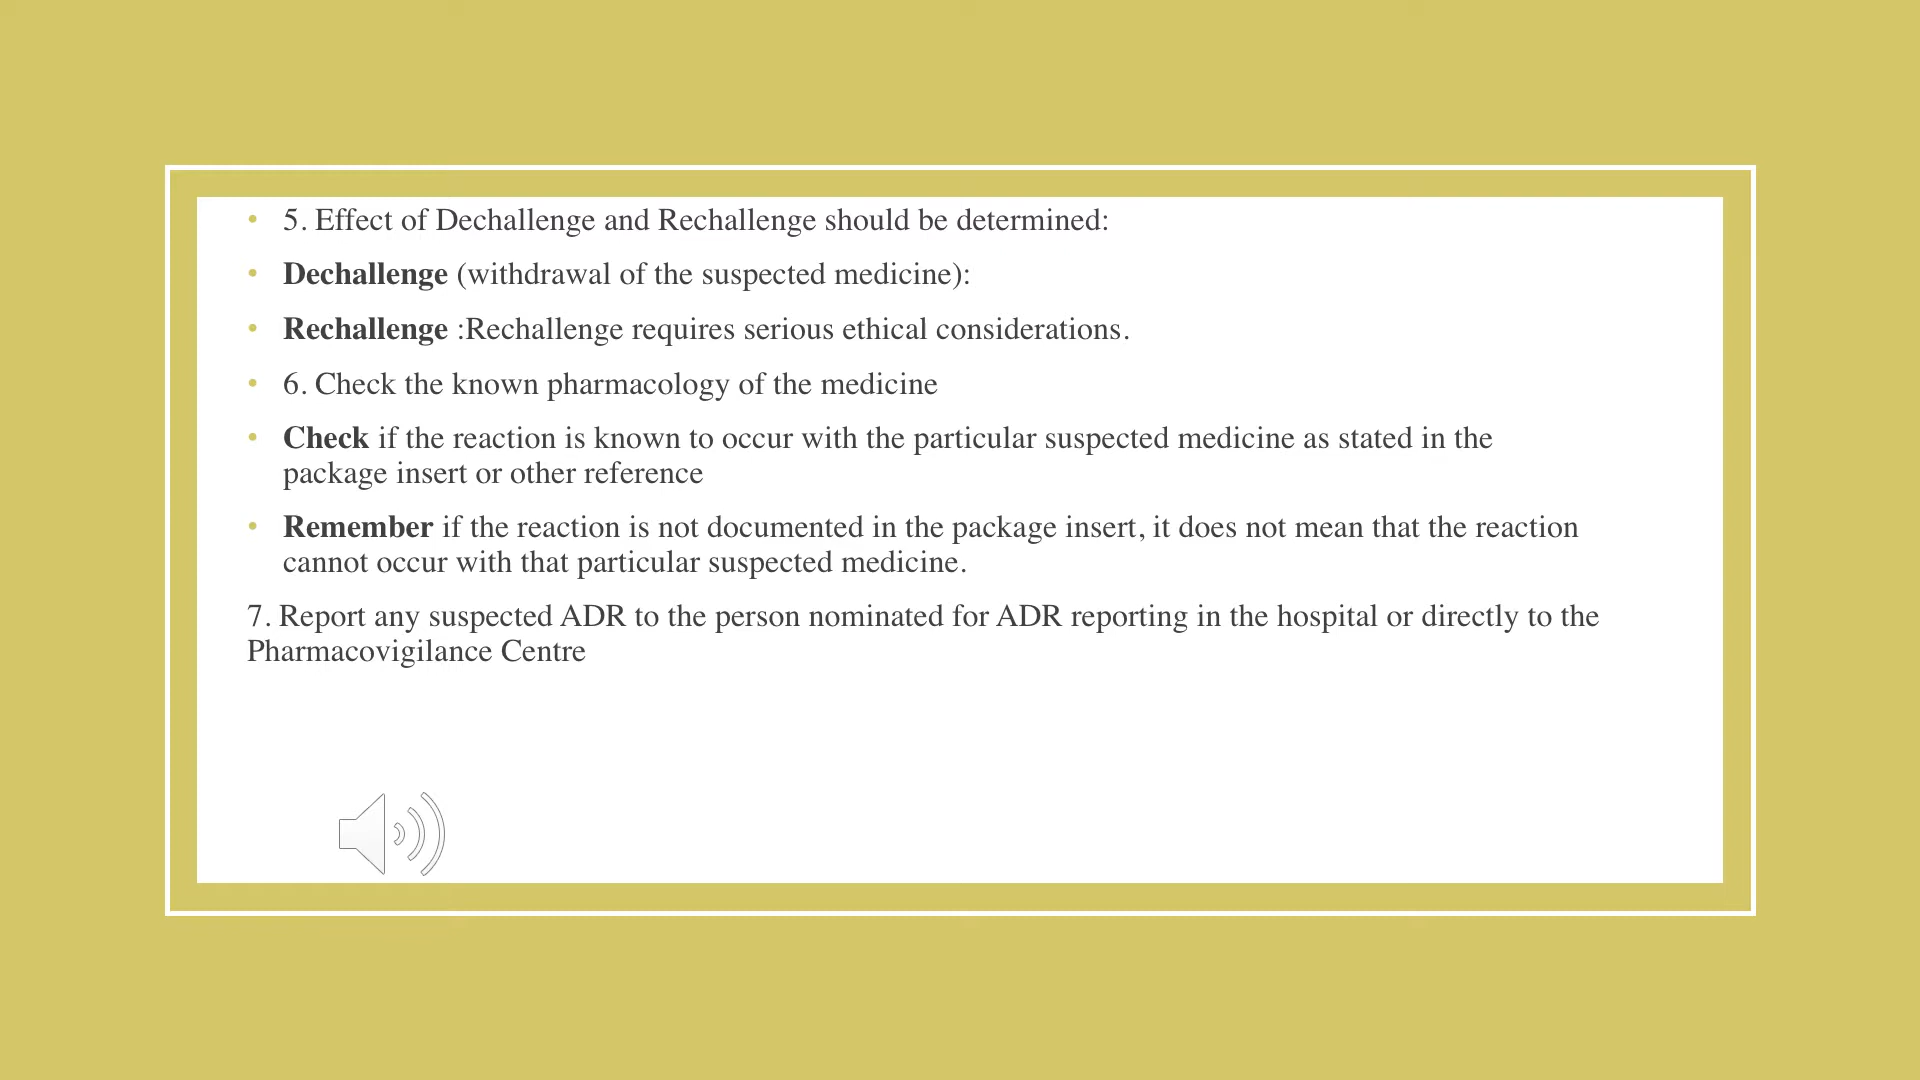 • 5. Effect of Dechallenge and Rechallenge should be determined:
• Dechallenge (withdrawal of the suspected medicine):
• Rechallenge :Rechallenge requires serious ethical considerations.
• 6. Check the known pharmacology of the medicine
• Check if the reaction is known to occur with the particular suspected medicine as stated in the
package insert or other reference
• Remember if the reaction is not documented in the package insert, it does not mean that the reaction
cannot occur with that particular suspected medicine.
7. Report any suspected ADR to the person nominated for ADR reporting in the hospital or directly to the
Pharmacovigilance Centre